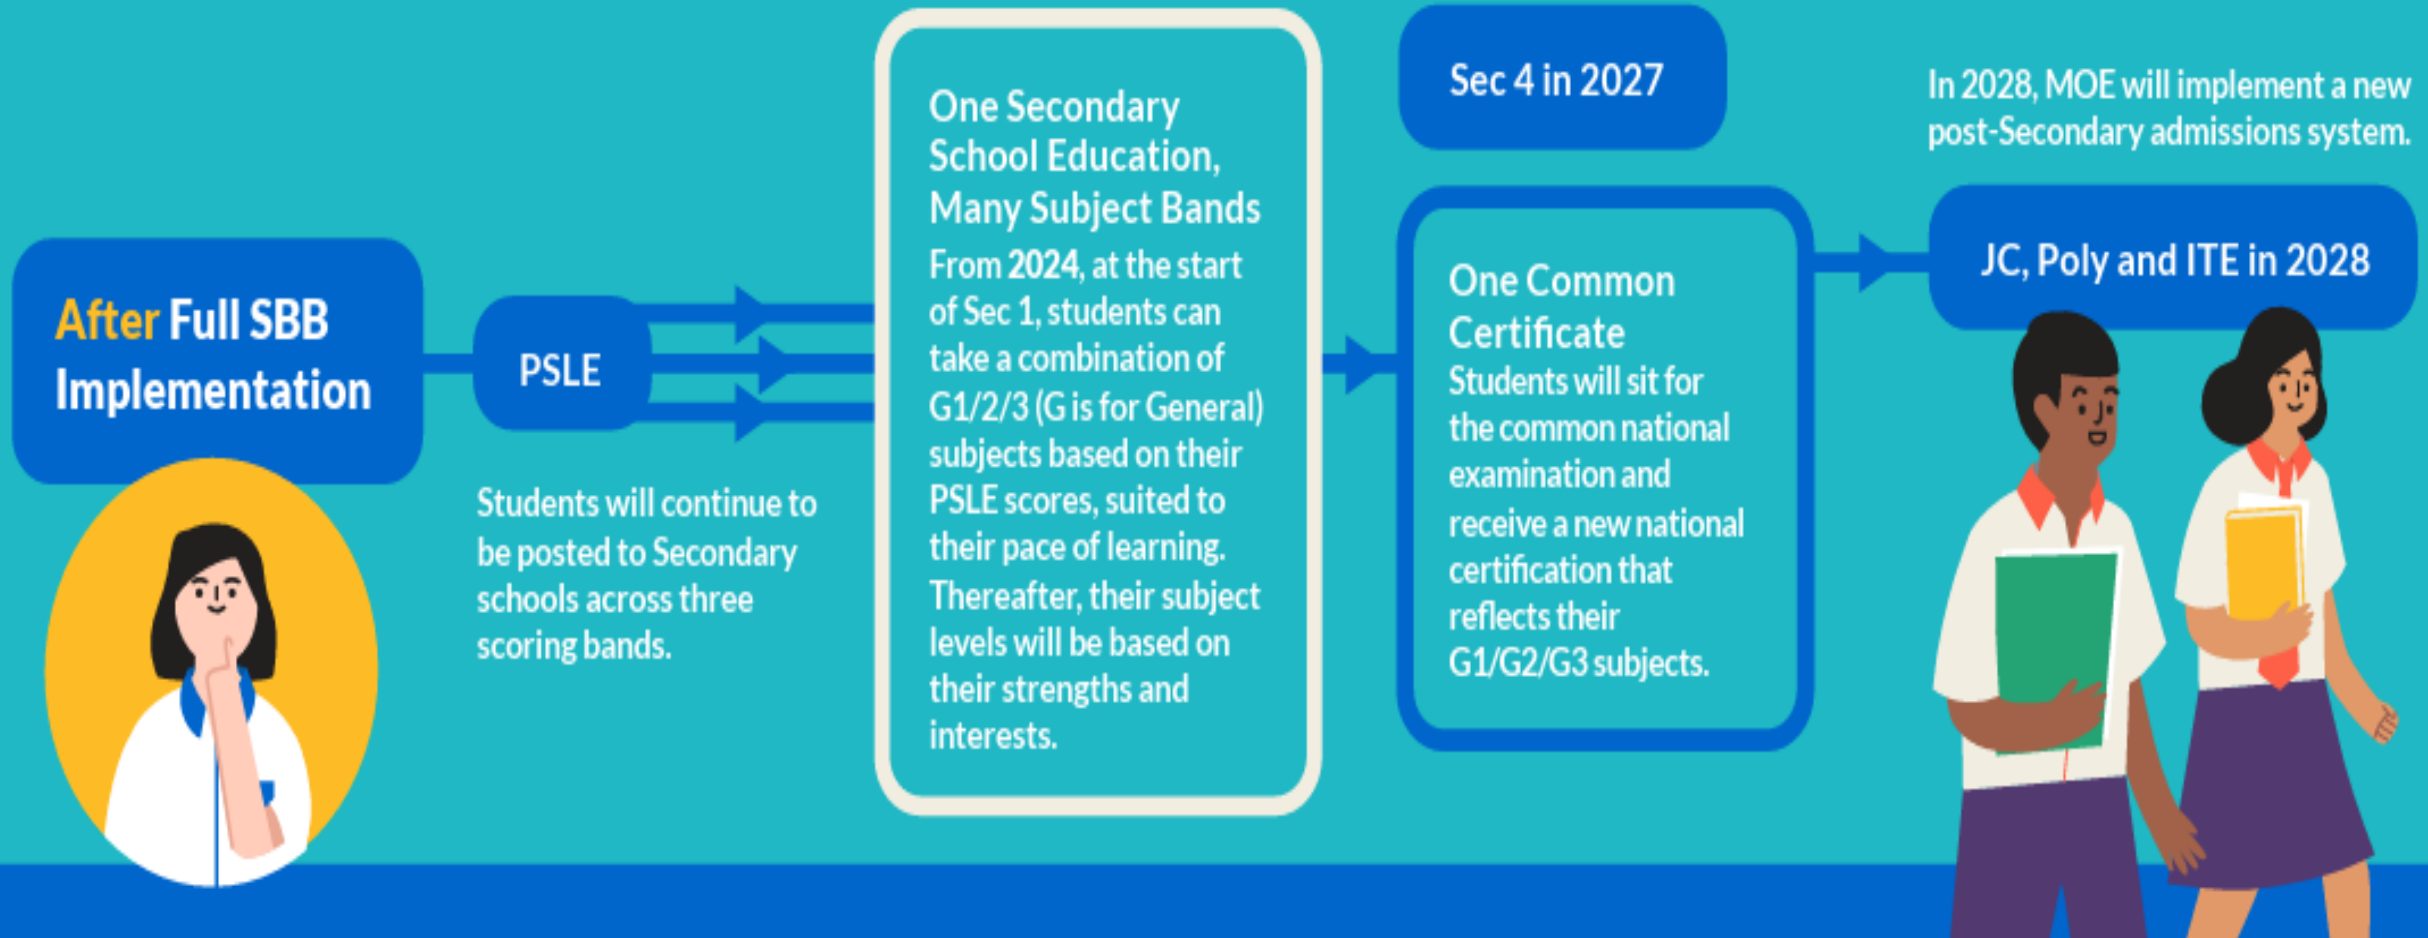 After Full SBB
Implementation
PSLE
Students will continue to
be posted to Secondary
schools across three
scoring bands.
One Secondary
School Education,
Many Subject Bands
From 2024, at the start
of Sec 1, students can
take a combination of
G1/2/3 (G is for General)
subjects based on their
PSLE scores, suited to
their pace of learning.
Thereafter, their subject
levels will be based on
their strengths and
interests.
Sec 4 in 2027
One Common
Certificate
Students will sit for
the common national
examination and
receive a new national
certification that
reflects their
G1/G2/G3 subjects.
In 2028, MOE will implement a new
post-Secondary admissions system.
JC, Poly and ITE in 2028